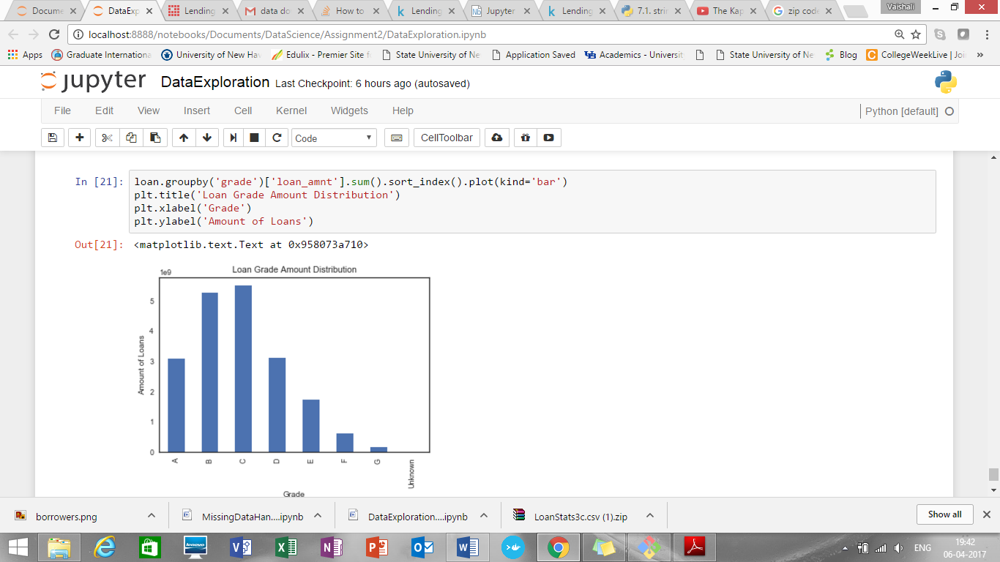 Docume
DataExp
Lending
data do
How to
Lending
Jupyter
Lending
7.1. stri
The Kap
zip code
Vaishali
localhost:8888/notebooks/Documents/DataScience/Assignment2/DataExploration.ipynb
Apps
Graduate Internationa
University of New Hav
Edulix - Premier Site f
State University of Ne
Application Saved
Academics - Universit
State University of Ne
Blog
CollegeWeekLive | Joi
»
jupyter
DataExploration Last Checkpoint: 6 hours ago (autosaved)
File Edit View Insert Cell Kernel Widgets Help
Python [default]
Code
CellToolbar
In [21]:
loan.groupby('grade')['loan_amnt'].sum().sort_index().plot(kind='bar')
plt.title('Loan Grade Amount Distribution')
plt.xlabel('Grade')
plt.ylabel('Amount of Loans')
Out[21]:
<matplotlib.text.Text at 0x958073a710>
1e9
Loan Grade Amount Distribution
Amount of Loans
5
4
3
2
1
0
A B C D E F G Unknown
Grade
borrowers.png
MissingDataHan....ipynb
DataExploration....ipynb
LoanStats3c.csv (1).zip
Show all
lenovo
ENG
19:42
06-04-2017